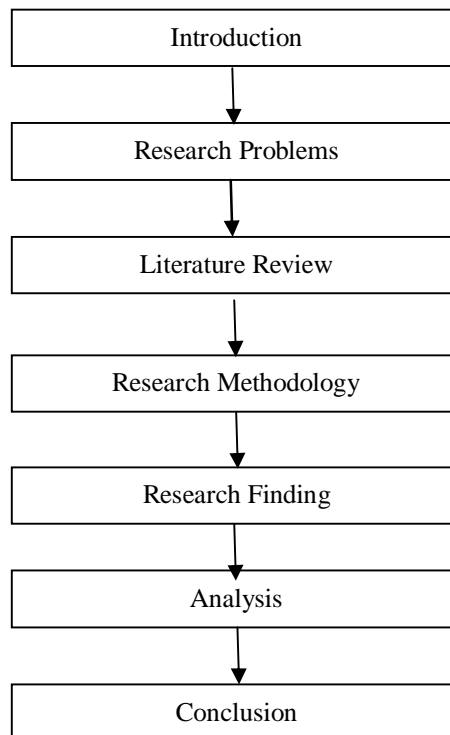 Introduction
Research Problems
Literature Review
Research Methodology
Research Finding
Analysis
Conclusion